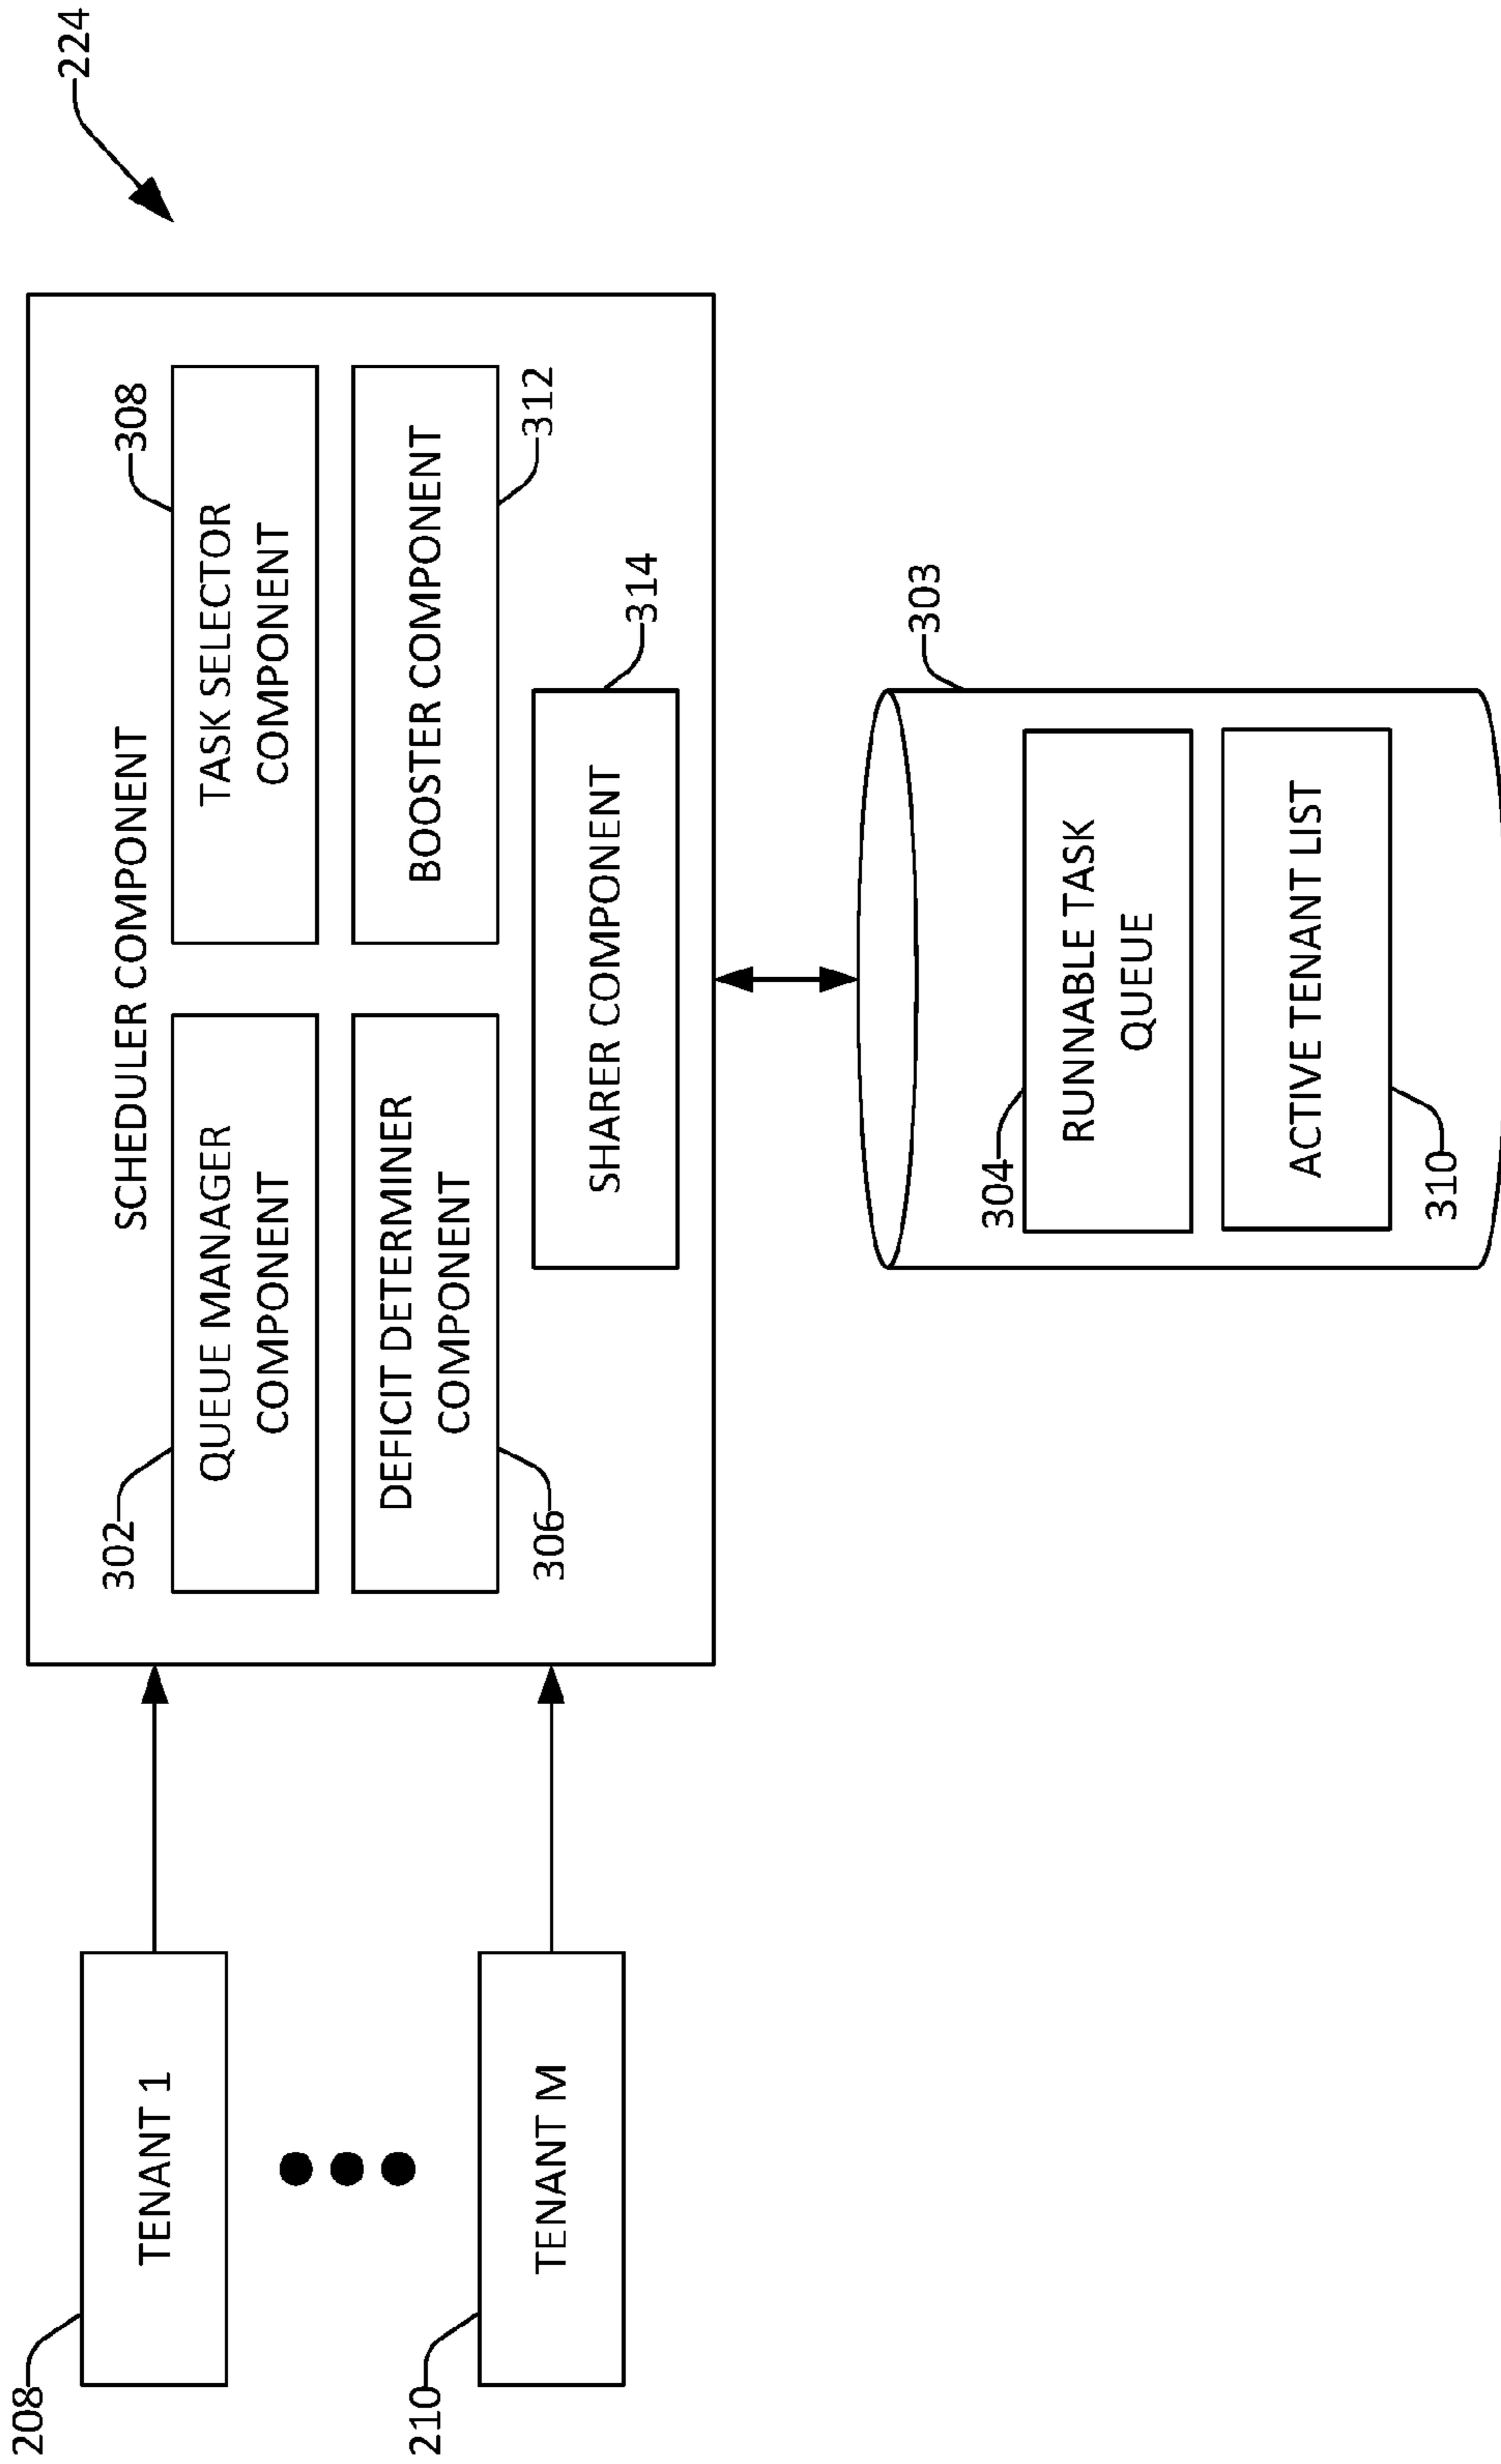 224
SCHEDULER COMPONENT
302
308
QUEUE MANAGER
COMPONENT
TASK SELECTOR
COMPONENT
DEFICIT DETERMINER
COMPONENT
BOOSTER COMPONENT
306
312
SHARER COMPONENT
314
208
TENANT 1
210
TENANT M
303
304
RUNNABLE TASK
QUEUE
ACTIVE TENANT LIST
310